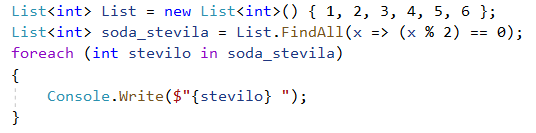 List<int> List = new List<int>() { 1, 2, 3, 4, 5, 6 };
List<int> soda_stevila = List.FindAll(x => (x % 2) == 0);
foreach (int stevilo in soda_stevila)
{
    Console.Write($"{stevilo} ");
}